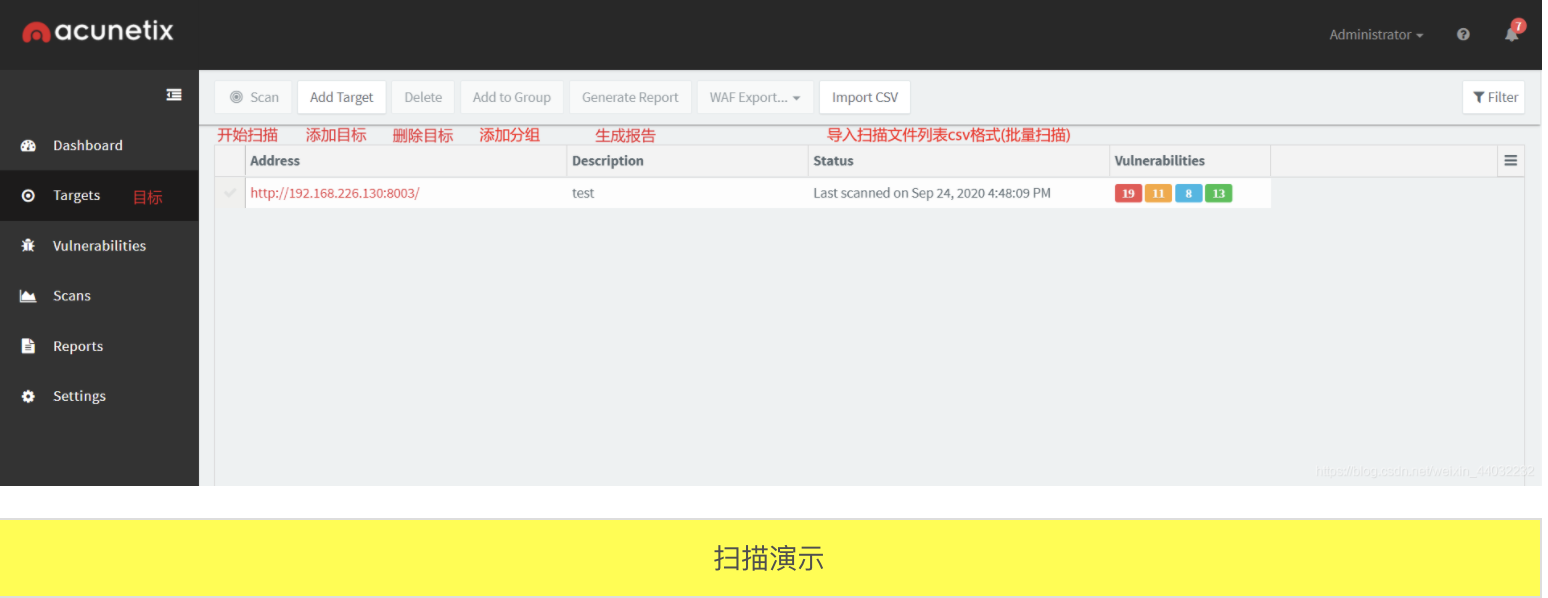 acunetix
Administrator
7
Scan Add Target Delete Add to Group Generate Report WAF Export... Import CSV Filter
开始扫描 添加目标 删除目标 添加分组 生成报告 导入扫描文件列表csv格式(批量扫描)
Dashboard
Targets 目标
Vulnerabilities
Scans
Reports
Settings
Address Description Status Vulnerabilities
http://192.168.226.130:8003/ test Last scanned on Sep 24, 2020 4:48:09 PM 19 11 8 13
https://blog.csdn.net/weixin_44032232
扫描演示